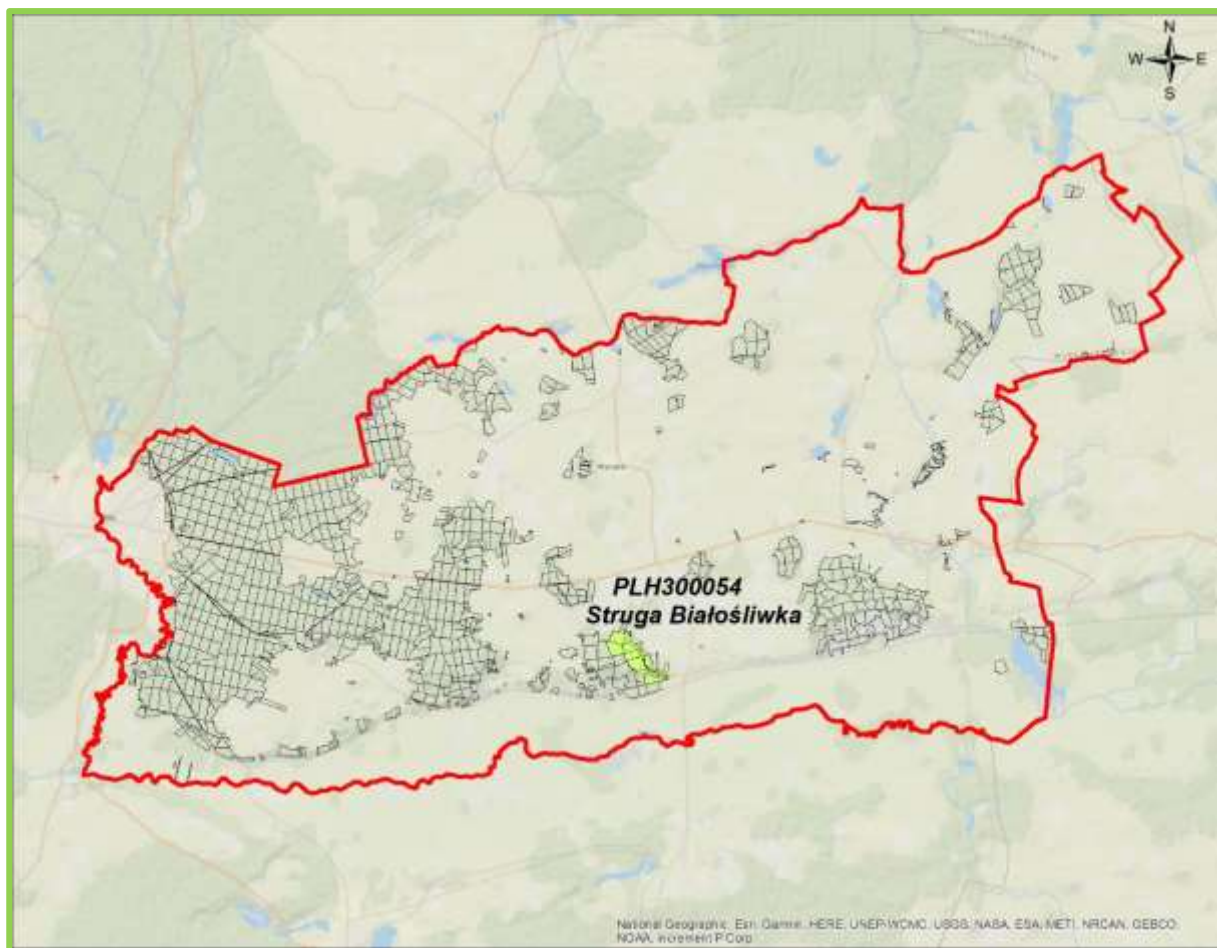 N
W E
S
PLH300054
Struga Białośliwka
National Geographic, Esri, Garmin, HERE, UNEP-WCMC, USGS, NASA, ESA, METI, NRCAN, GEBCO,
NOAA, increment P Corp.